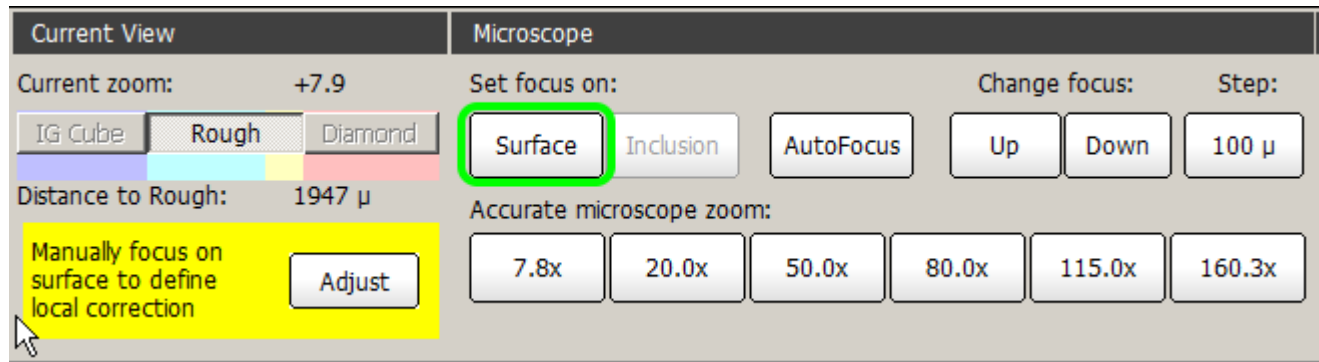 Current View
Microscope
Current zoom: +7.9
Set focus on:
Change focus:
Step:
IG Cube
Rough
Diamond
Surface
Inclusion
AutoFocus
Up
Down
100 µ
Distance to Rough: 1947 µ
Accurate microscope zoom:
Manually focus on
surface to define
local correction
Adjust
7.8x
20.0x
50.0x
80.0x
115.0x
160.3x